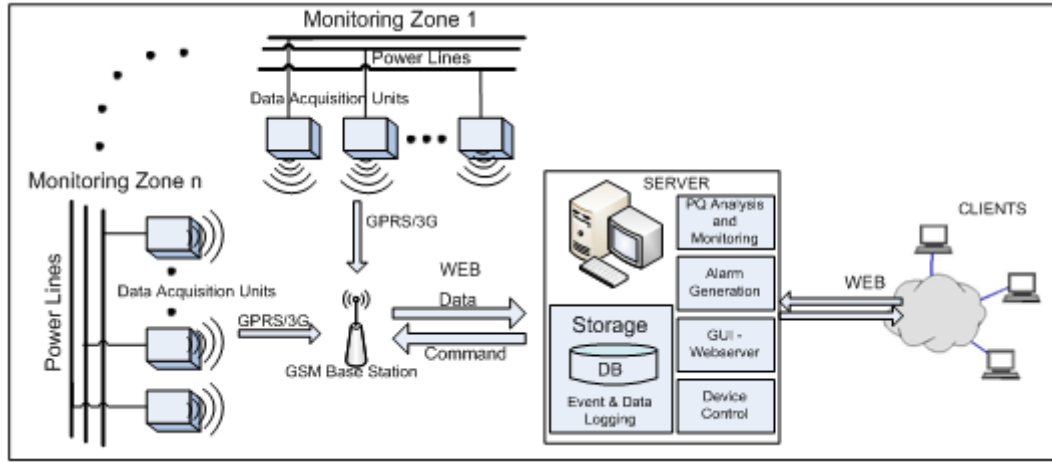 Monitoring Zone 1
Power Lines
Data Acquisition Units
GPRS/3G
Monitoring Zone n
Power Lines
Data Acquisition Units
GPRS/3G
GSM Base Station
WEB
Data
Command
SERVER
PQ Analysis
and
Monitoring
Alarm
Generation
GUI -
Webserver
Device
Control
Storage
DB
Event & Data
Logging
WEB
CLIENTS